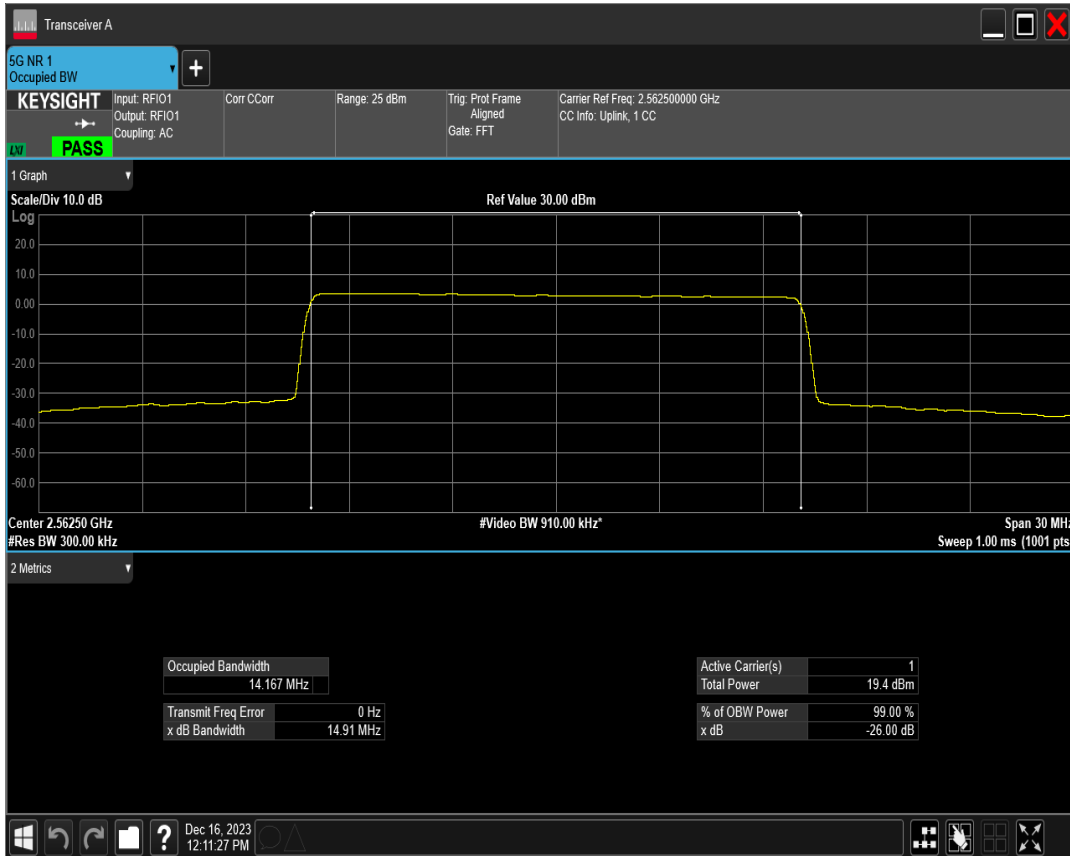 Transceiver A
5G NR 1
Occupied BW
KEYSIGHT
Input: RFIO1
Output: RFIO1
Coupling: AC
Corr CCorr
Range: 25 dBm
Trig: Prot Frame
Aligned
Gate: FFT
Carrier Ref Freq: 2.562500000 GHz
CC Info: Uplink, 1 CC
LXI
PASS
1 Graph
Scale/Div 10.0 dB
Ref Value 30.00 dBm
Log
20.0
10.0
0.00
-10.0
-20.0
-30.0
-40.0
-50.0
-60.0
Center 2.56250 GHz
#Video BW 910.00 kHz*
Span 30 MHz
#Res BW 300.00 kHz
Sweep 1.00 ms (1001 pts
2 Metrics
Occupied Bandwidth
14.167 MHz
Transmit Freq Error 0 Hz
x dB Bandwidth 14.91 MHz
Active Carrier(s) 1
Total Power 19.4 dBm
% of OBW Power 99.00 %
x dB -26.00 dB
?
Dec 16, 2023
12:11:27 PM